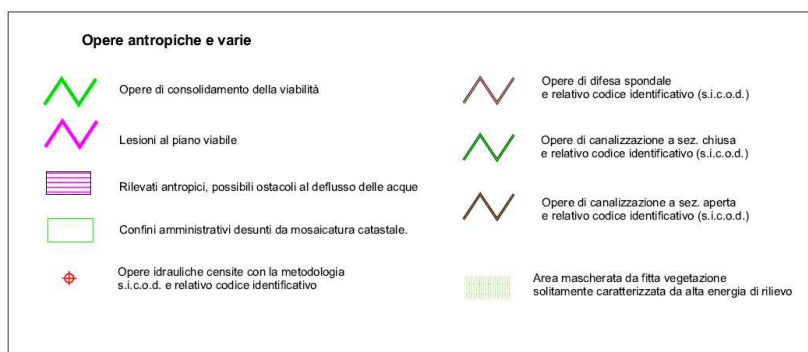 Opere antropiche e varie
Opere di consolidamento della viabilità
Lesioni al piano viabile
Rilevati antropici, possibili ostacoli al deflusso delle acque
Confini amministrativi desunti da mosaicatura catastale.
Opere idrauliche censite con la metodologia
s.i.c.o.d. e relativo codice identificativo
Opere di difesa spondale
e relativo codice identificativo (s.i.c.o.d.)
Opere di canalizzazione a sez. chiusa
e relativo codice identificativo (s.i.c.o.d.)
Opere di canalizzazione a sez. aperta
e relativo codice identificativo (s.i.c.o.d.)
Area mascherata da fitta vegetazione
solitamente caratterizzata da alta energia di rilievo